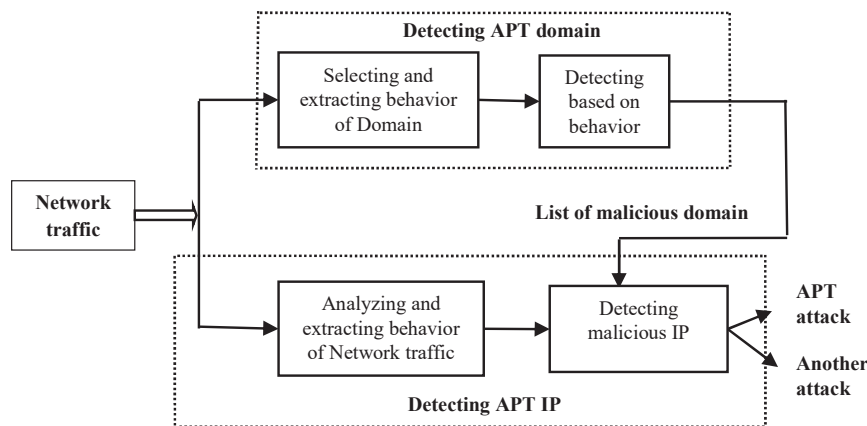 Detecting APT domain
Selecting and
extracting behavior
of Domain
Detecting
based on
behavior
Network
traffic
List of malicious domain
Analyzing and
extracting behavior
of Network traffic
Detecting
malicious IP
APT
attack
Another
attack
Detecting APT IP